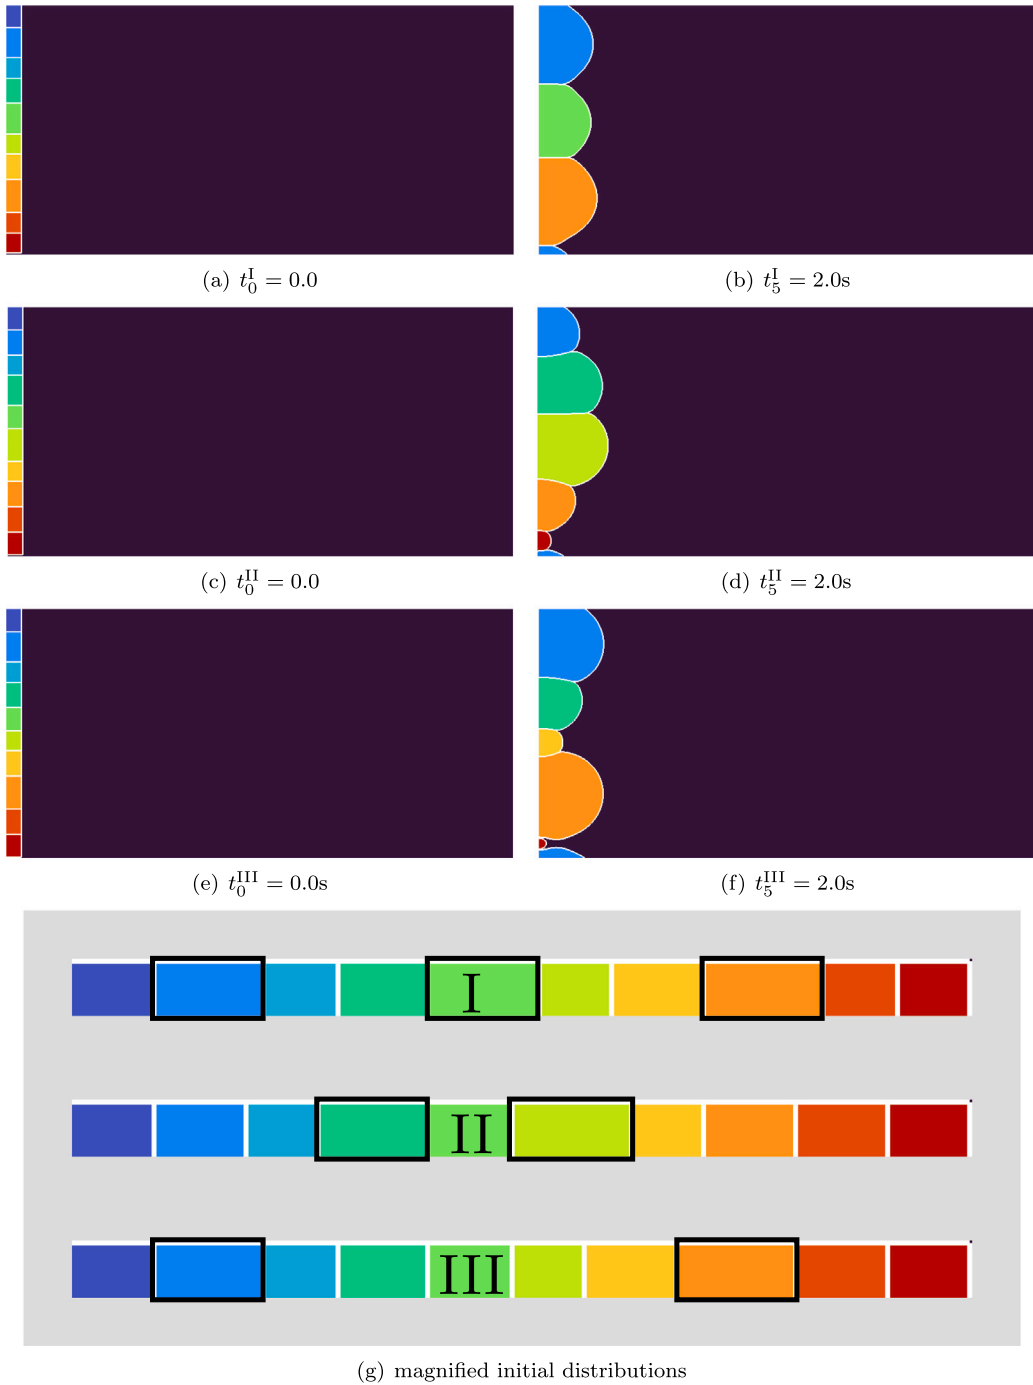 (a) t₀ᴵ = 0.0
(b) t₅ᴵ = 2.0s
(c) t₀ᴵᴵ = 0.0
(d) t₅ᴵᴵ = 2.0s
(e) t₀ᴵᴵᴵ = 0.0s
(f) t₅ᴵᴵᴵ = 2.0s
I
II
III
(g) magnified initial distributions